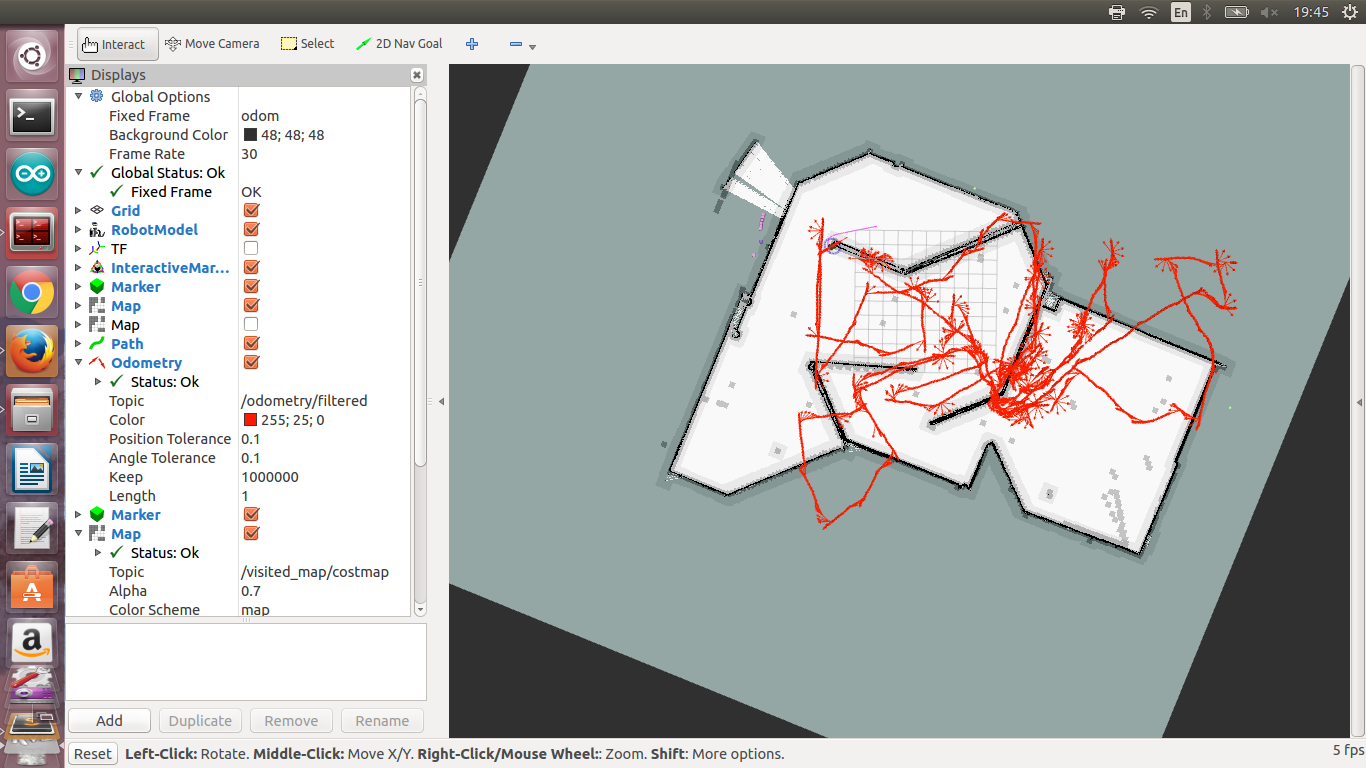 En 19:45
Interact Move Camera Select 2D Nav Goal
Displays
Global Options
Fixed Frame odom
Background Color 48; 48; 48
Frame Rate 30
Global Status: Ok
Fixed Frame OK
Grid
RobotModel
TF
InteractiveMar...
Marker
Map
Map
Path
Odometry
Status: Ok
Topic /odometry/filtered
Color 255; 25; 0
Position Tolerance 0.1
Angle Tolerance 0.1
Keep 1000000
Length 1
Marker
Map
Status: Ok
Topic /visited_map/costmap
Alpha 0.7
Color Scheme map
Add Duplicate Remove Rename
Reset Left-Click: Rotate. Middle-Click: Move X/Y. Right-Click/Mouse Wheel:: Zoom. Shift: More options. 5 fps